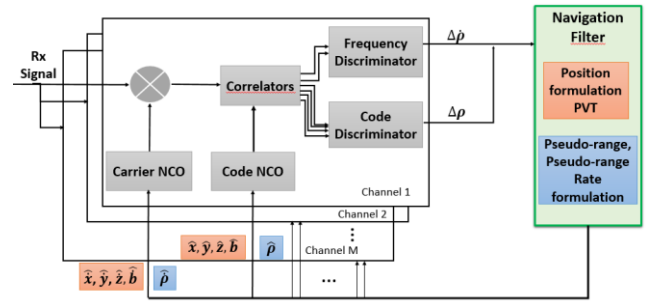 Rx
Signal
Correlators
Frequency
Discriminator
Code
Discriminator
Carrier NCO
Code NCO
Channel 1
Channel 2
⋮
Channel M
...
Δρ̇
Δρ
x̂, ŷ, ẑ, b̂
ρ̂
ẋ̂, ẏ̂, ż̂, ḃ̂
ρ̇̂
Navigation
Filter
Position
formulation
PVT
Pseudo-range,
Pseudo-range
Rate
formulation